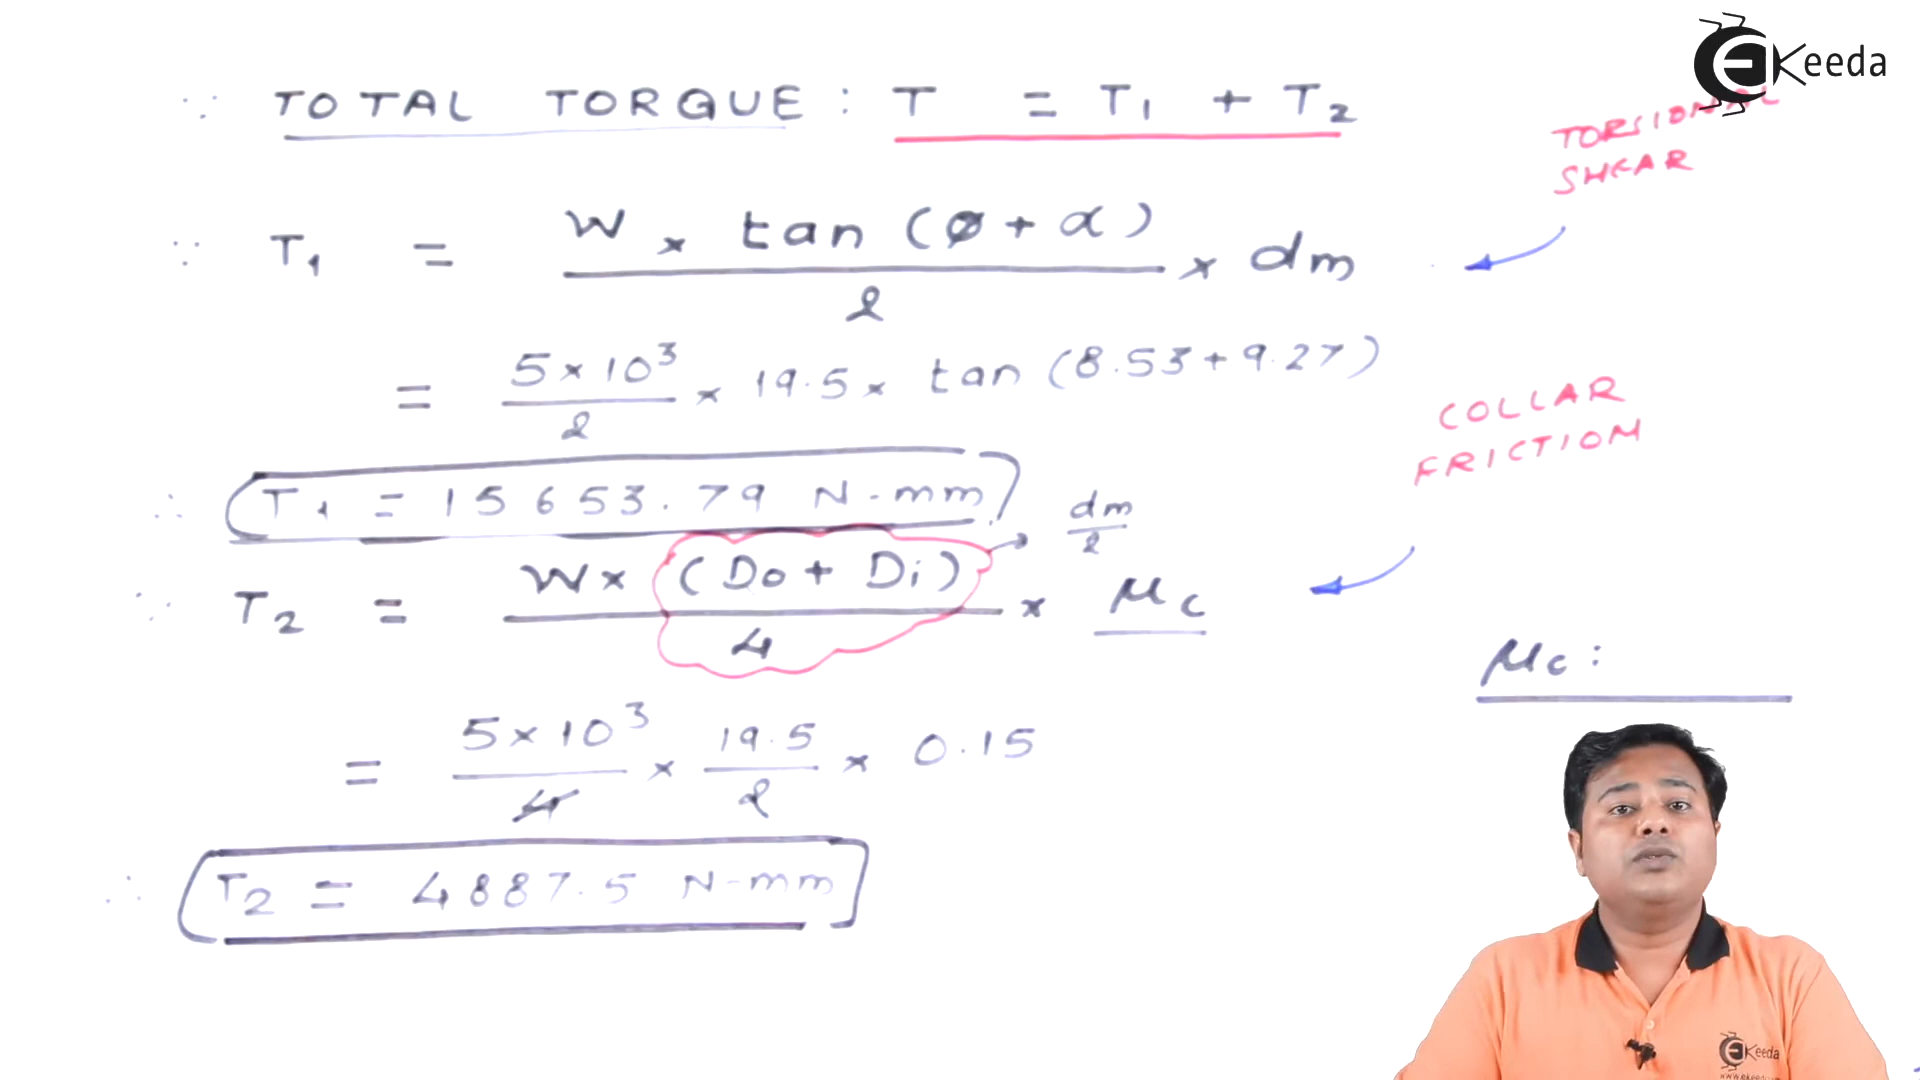 EKeeda
∵ TOTAL TORQUE : T = T1 + T2
TORSIONAL
SHEAR
∵ T1 = W × tan (ø + α) / 2 × dm
= 5 × 10³ / 2 × 19.5 × tan (8.53 + 9.27)
COLLAR
FRICTION
∴ T1 = 15653.79 N-mm
dm / 2
∵ T2 = W × (Do + Di) / 4 × μc
μc :
= 5 × 10³ / 4 × 19.5 / 2 × 0.15
∴ T2 = 4887.5 N-mm
EKeeda